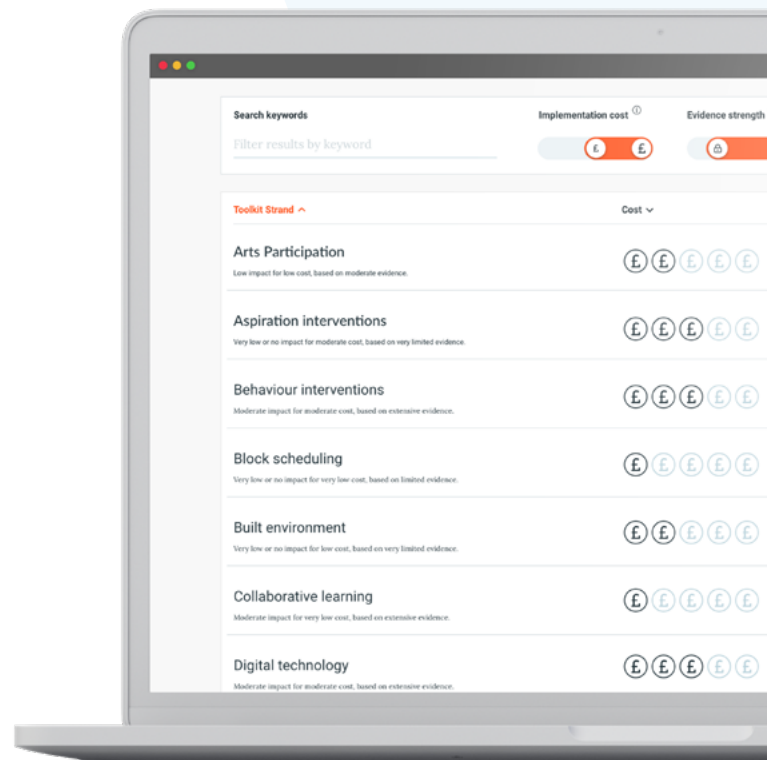 Search keywords
Implementation cost
Evidence strength
Filter results by keyword
£ £
Toolkit Strand
Cost
Arts Participation
Low impact for low cost, based on moderate evidence.
£ £ £ £ £
Aspiration interventions
Very low or no impact for moderate cost, based on very limited evidence.
£ £ £ £ £
Behaviour interventions
Moderate impact for moderate cost, based on extensive evidence.
£ £ £ £ £
Block scheduling
Very low or no impact for very low cost, based on limited evidence.
£ £ £ £ £
Built environment
Very low or no impact for low cost, based on very limited evidence.
£ £ £ £ £
Collaborative learning
Moderate impact for very low cost, based on extensive evidence.
£ £ £ £ £
Digital technology
Moderate impact for moderate cost, based on extensive evidence.
£ £ £ £ £